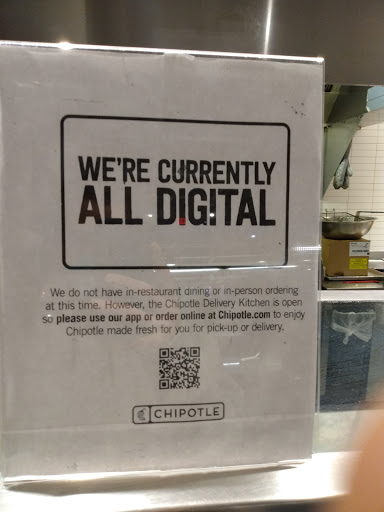 WE'RE CURRENTLY
ALL DIGITAL
We do not have in-restaurant dining or in-person ordering
at this time. However, the Chipotle Delivery Kitchen is open
so please use our app or order online at Chipotle.com to enjoy
Chipotle made fresh for you for pick-up or delivery.
CHIPOTLE